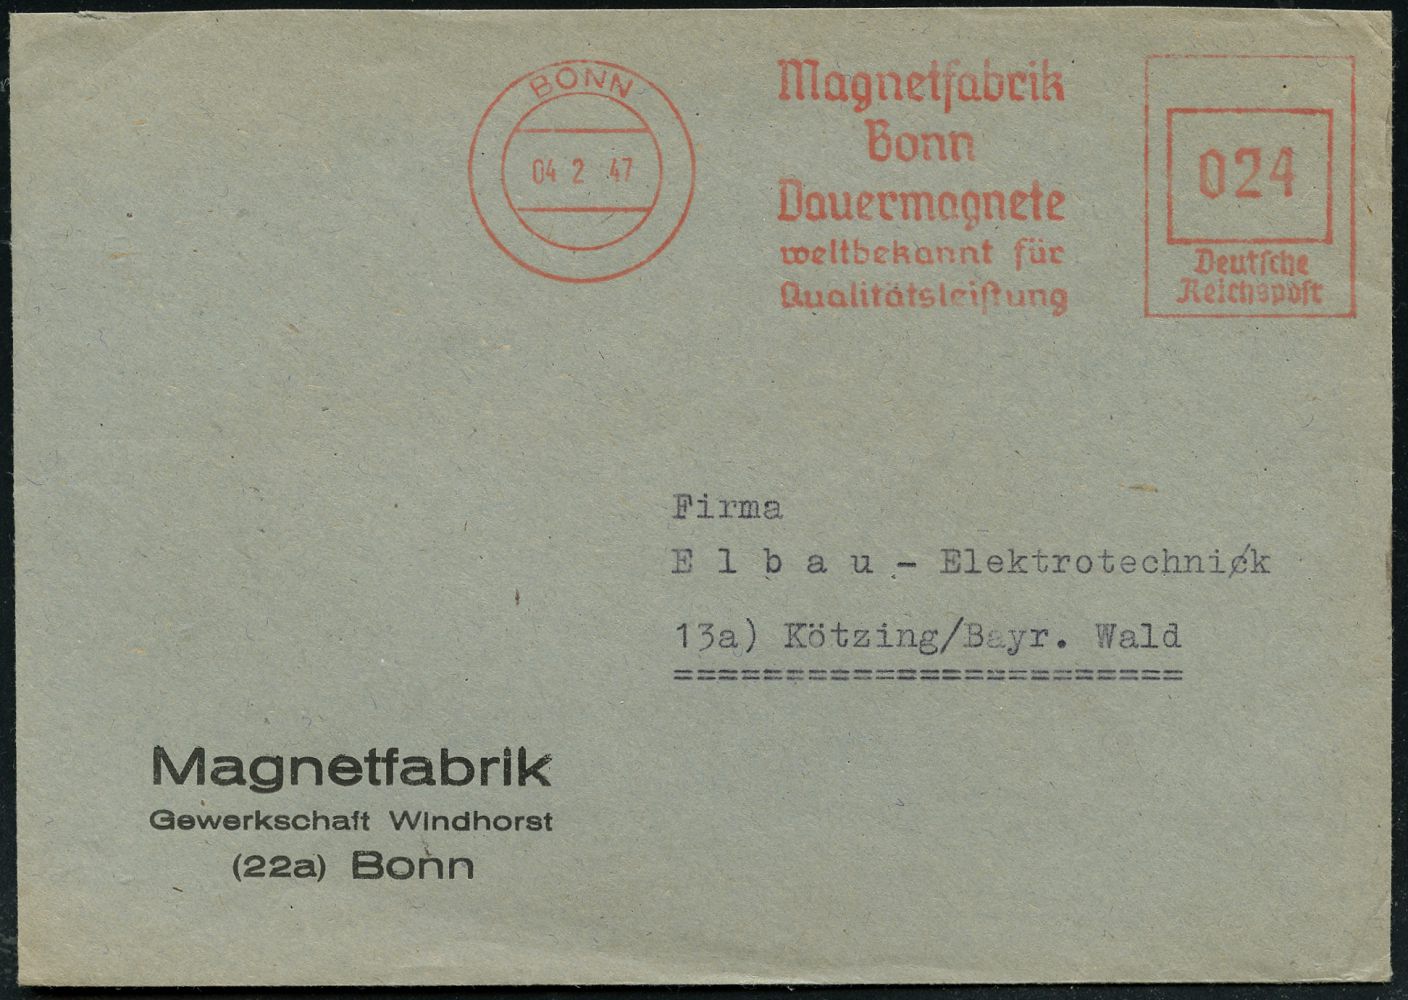 BONN
04 2 47
Magnetfabrik
Bonn
Dauermagnete
weltbekannt für
Qualitätsleistung
024
Deutsche
Reichspost
Firma
E l b a u - Elektrotechnick
13a) Kötzing/Bayr. Wald
=======================
Magnetfabrik
Gewerkschaft Windhorst
(22a) Bonn